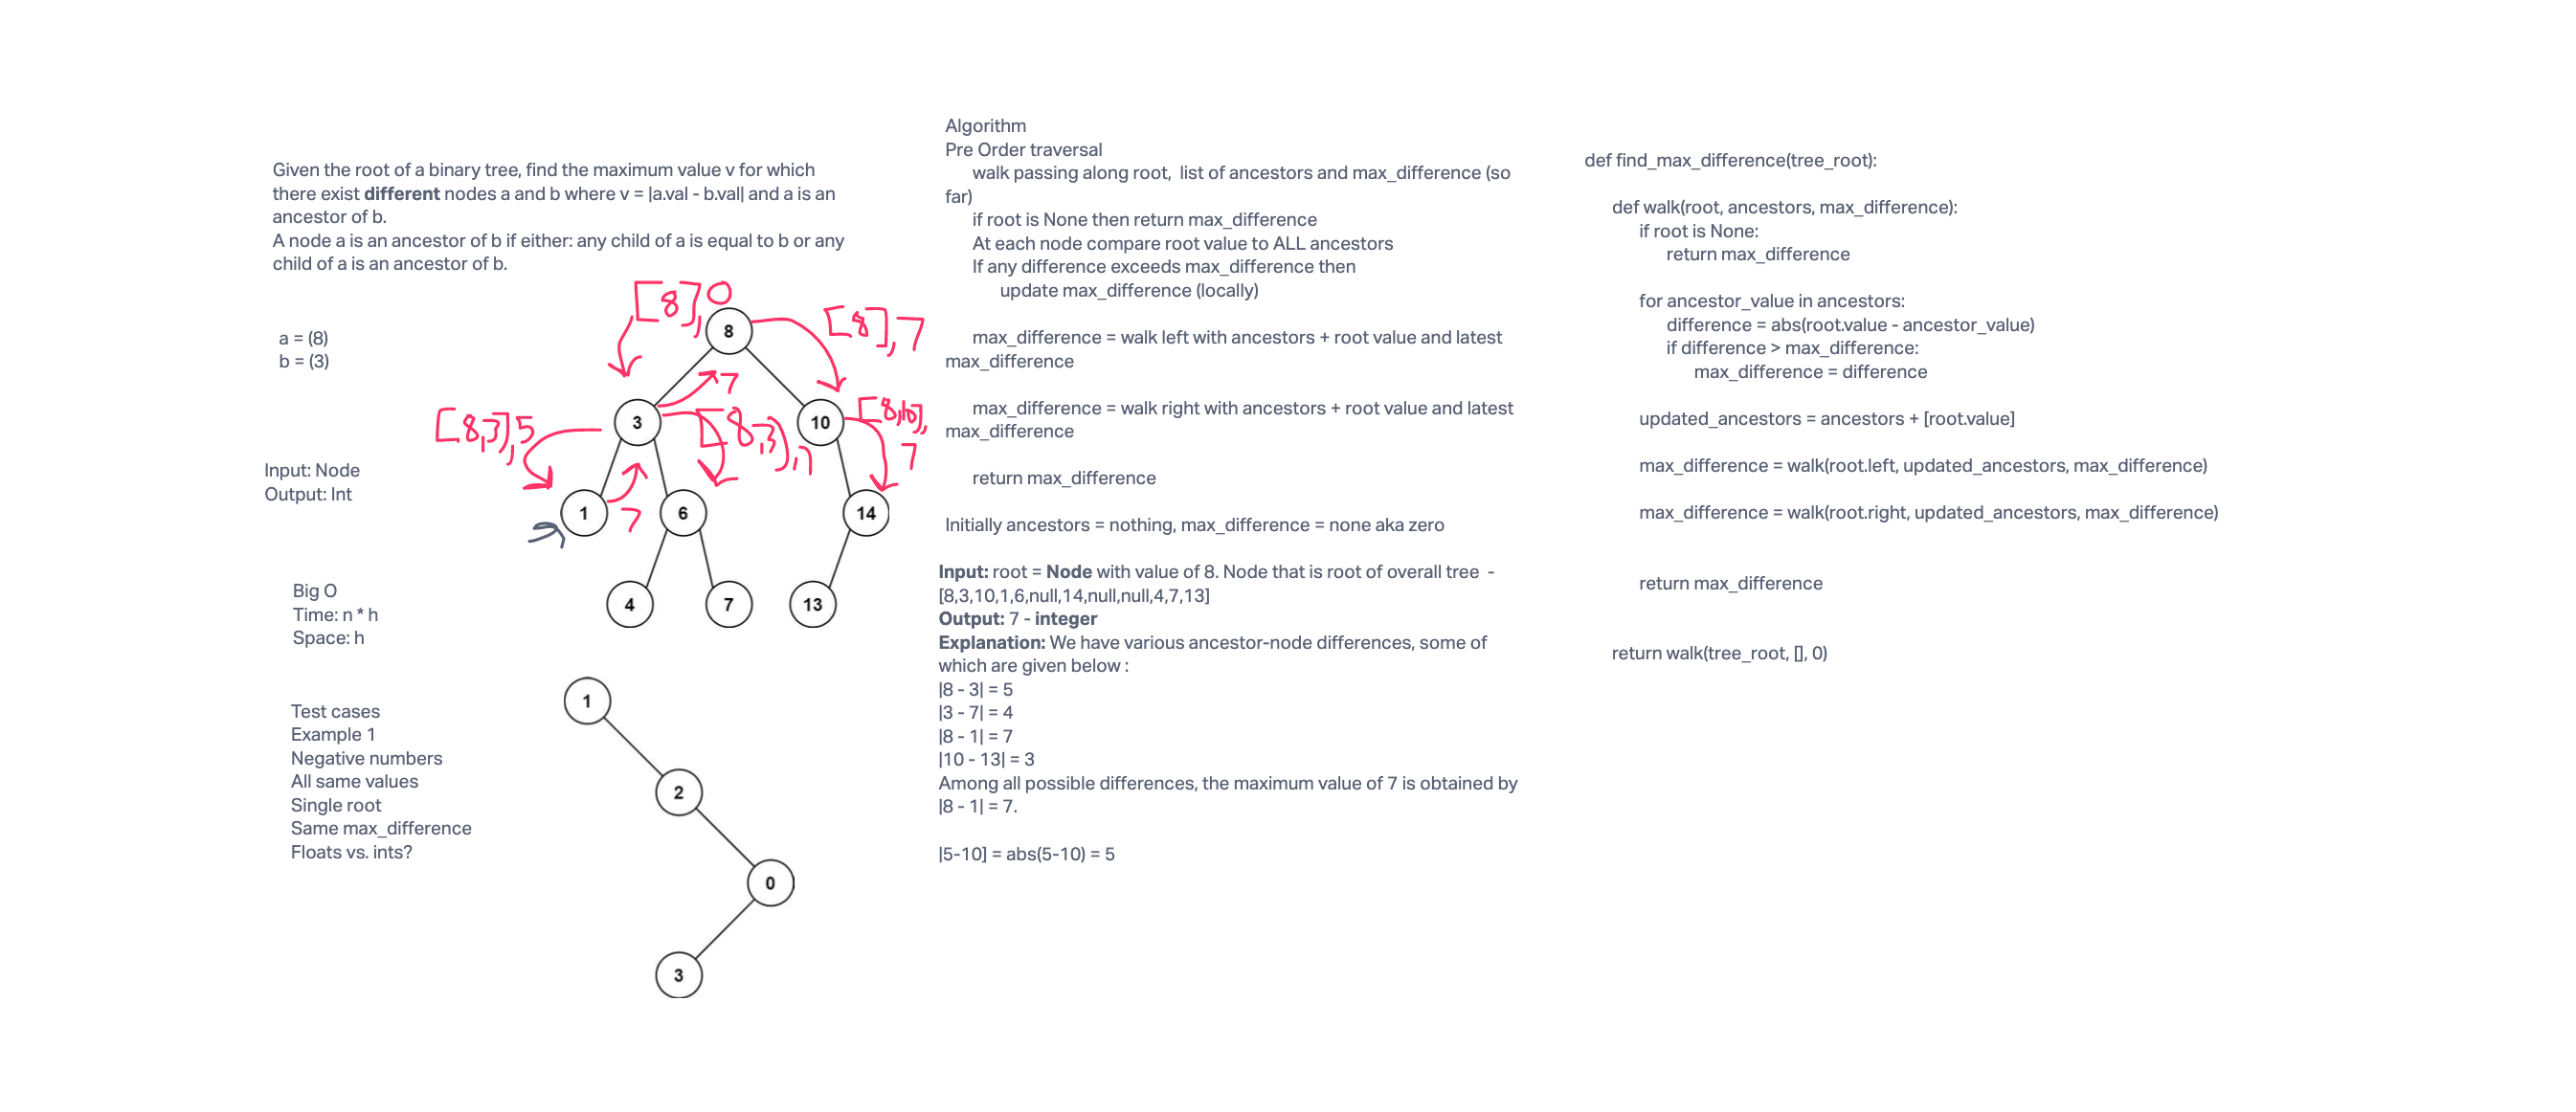 Given the root of a binary tree, find the maximum value v for which
there exist different nodes a and b where v = |a.val - b.val| and a is an
ancestor of b.
A node a is an ancestor of b if either: any child of a is equal to b or any
child of a is an ancestor of b.
a = (8)
b = (3)
Input: Node
Output: Int
Big O
Time: n * h
Space: h
Test cases
Example 1
Negative numbers
All same values
Single root
Same max_difference
Floats vs. ints?
[8], 0
8
[8], 7
7
3
10
[8,3], 5
[8,3], 7
[8,10],
7
1
7
6
14
4
7
13
1
2
0
3
Algorithm
Pre Order traversal
walk passing along root, list of ancestors and max_difference (so
far)
if root is None then return max_difference
At each node compare root value to ALL ancestors
If any difference exceeds max_difference then
update max_difference (locally)
max_difference = walk left with ancestors + root value and latest
max_difference
max_difference = walk right with ancestors + root value and latest
max_difference
return max_difference
Initially ancestors = nothing, max_difference = none aka zero
Input: root = Node with value of 8. Node that is root of overall tree -
[8,3,10,1,6,null,14,null,null,4,7,13]
Output: 7 - integer
Explanation: We have various ancestor-node differences, some of
which are given below :
|8 - 3| = 5
|3 - 7| = 4
|8 - 1| = 7
|10 - 13| = 3
Among all possible differences, the maximum value of 7 is obtained by
|8 - 1| = 7.
|5-10] = abs(5-10) = 5
def find_max_difference(tree_root):
def walk(root, ancestors, max_difference):
if root is None:
return max_difference
for ancestor_value in ancestors:
difference = abs(root.value - ancestor_value)
if difference > max_difference:
max_difference = difference
updated_ancestors = ancestors + [root.value]
max_difference = walk(root.left, updated_ancestors, max_difference)
max_difference = walk(root.right, updated_ancestors, max_difference)
return max_difference
return walk(tree_root, [], 0)